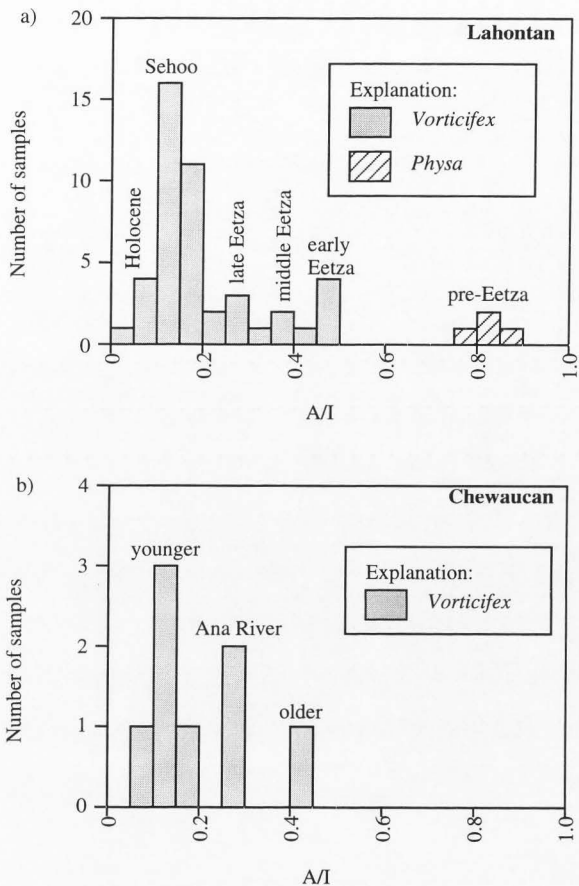 a)
Lahontan
20
15
10
5
0
Number of samples
Holocene
Sehoo
late Eetza
middle Eetza
early
Eetza
pre-Eetza
Explanation:
Vorticifex
Physa
0
0.2
0.4
0.6
0.8
1.0
A/I
b)
Chewaucan
4
3
2
1
0
Number of samples
younger
Ana River
older
Explanation:
Vorticifex
0
0.2
0.4
0.6
0.8
1.0
A/I